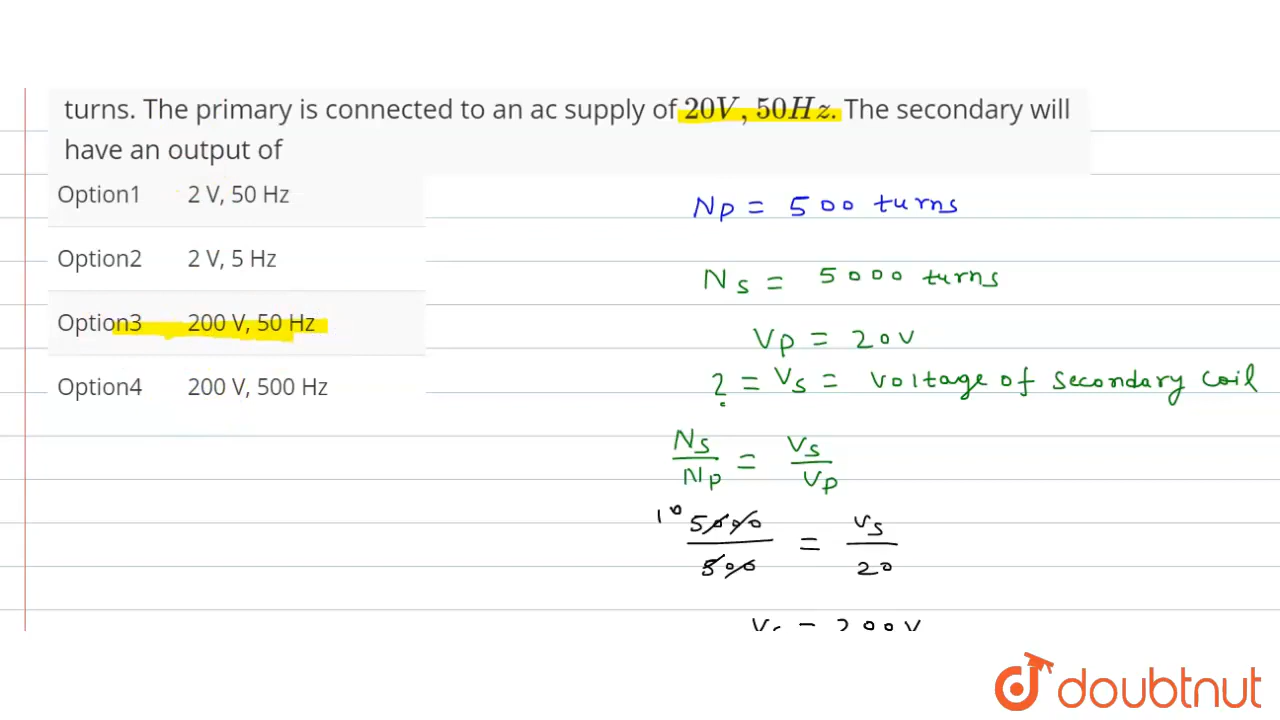 turns. The primary is connected to an ac supply of 20V, 50Hz. The secondary will
have an output of
Option1 2 V, 50 Hz
Option2 2 V, 5 Hz
Option3 200 V, 50 Hz
Option4 200 V, 500 Hz
NP = 500 turns
NS = 5000 turns
VP = 20V
? = VS = voltage of secondary coil
NS/NP = VS/VP
10 5000/500 = VS/20
VS = 200V
doubtnut